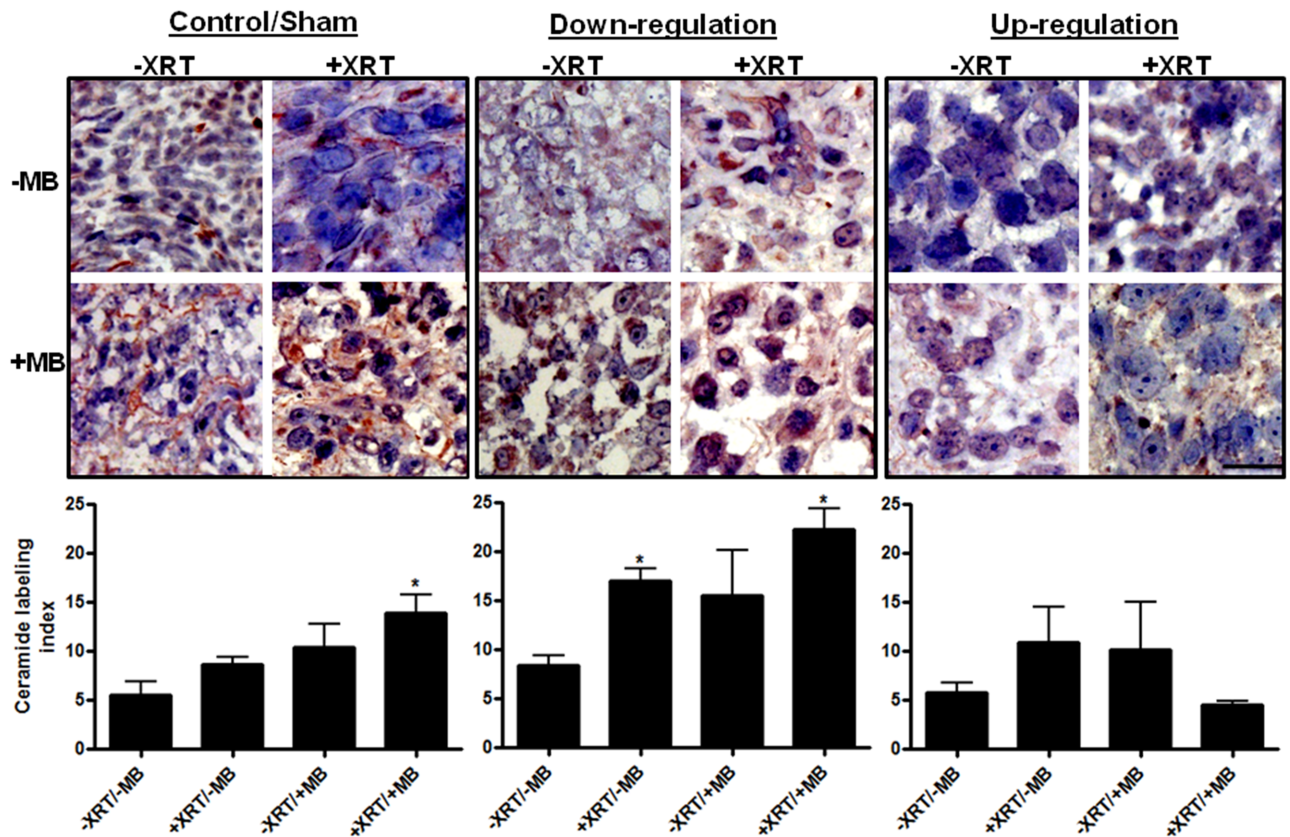 Control/Sham Down-regulation Up-regulation
-XRT +XRT -XRT +XRT -XRT +XRT
-MB
+MB
Ceramide labeling
index
25 25 25
20 20 20
* *
15 15 15
* 
10 10 10
5 5 5
0 0 0
-XRT/-MB +XRT/-MB -XRT/+MB +XRT/+MB -XRT/-MB +XRT/-MB -XRT/+MB +XRT/+MB -XRT/-MB +XRT/-MB -XRT/+MB +XRT/+MB